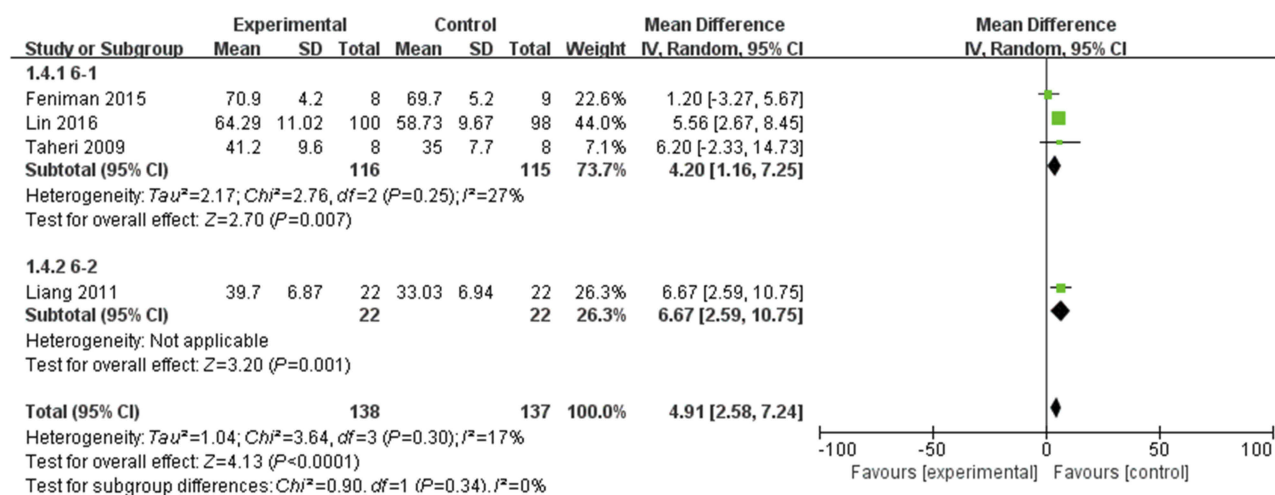 Experimental Control Mean Difference Mean Difference
Study or Subgroup Mean SD Total Mean SD Total Weight IV, Random, 95% CI IV, Random, 95% CI
1.4.1 6-1
Feniman 2015 70.9 4.2 8 69.7 5.2 9 22.6% 1.20 [-3.27, 5.67]
Lin 2016 64.29 11.02 100 58.73 9.67 98 44.0% 5.56 [2.67, 8.45]
Taheri 2009 41.2 9.6 8 35 7.7 8 7.1% 6.20 [-2.33, 14.73]
Subtotal (95% CI) 116 115 73.7% 4.20 [1.16, 7.25]
Heterogeneity: Tau²=2.17; Chi²=2.76, df=2 (P=0.25); I²=27%
Test for overall effect: Z=2.70 (P=0.007)
1.4.2 6-2
Liang 2011 39.7 6.87 22 33.03 6.94 22 26.3% 6.67 [2.59, 10.75]
Subtotal (95% CI) 22 22 26.3% 6.67 [2.59, 10.75]
Heterogeneity: Not applicable
Test for overall effect: Z=3.20 (P=0.001)
Total (95% CI) 138 137 100.0% 4.91 [2.58, 7.24]
Heterogeneity: Tau²=1.04; Chi²=3.64, df=3 (P=0.30); I²=17%
Test for overall effect: Z=4.13 (P<0.0001)
Test for subgroup differences: Chi²=0.90. df=1 (P=0.34). I²=0%
-100 -50 0 50 100
Favours [experimental] Favours [control]